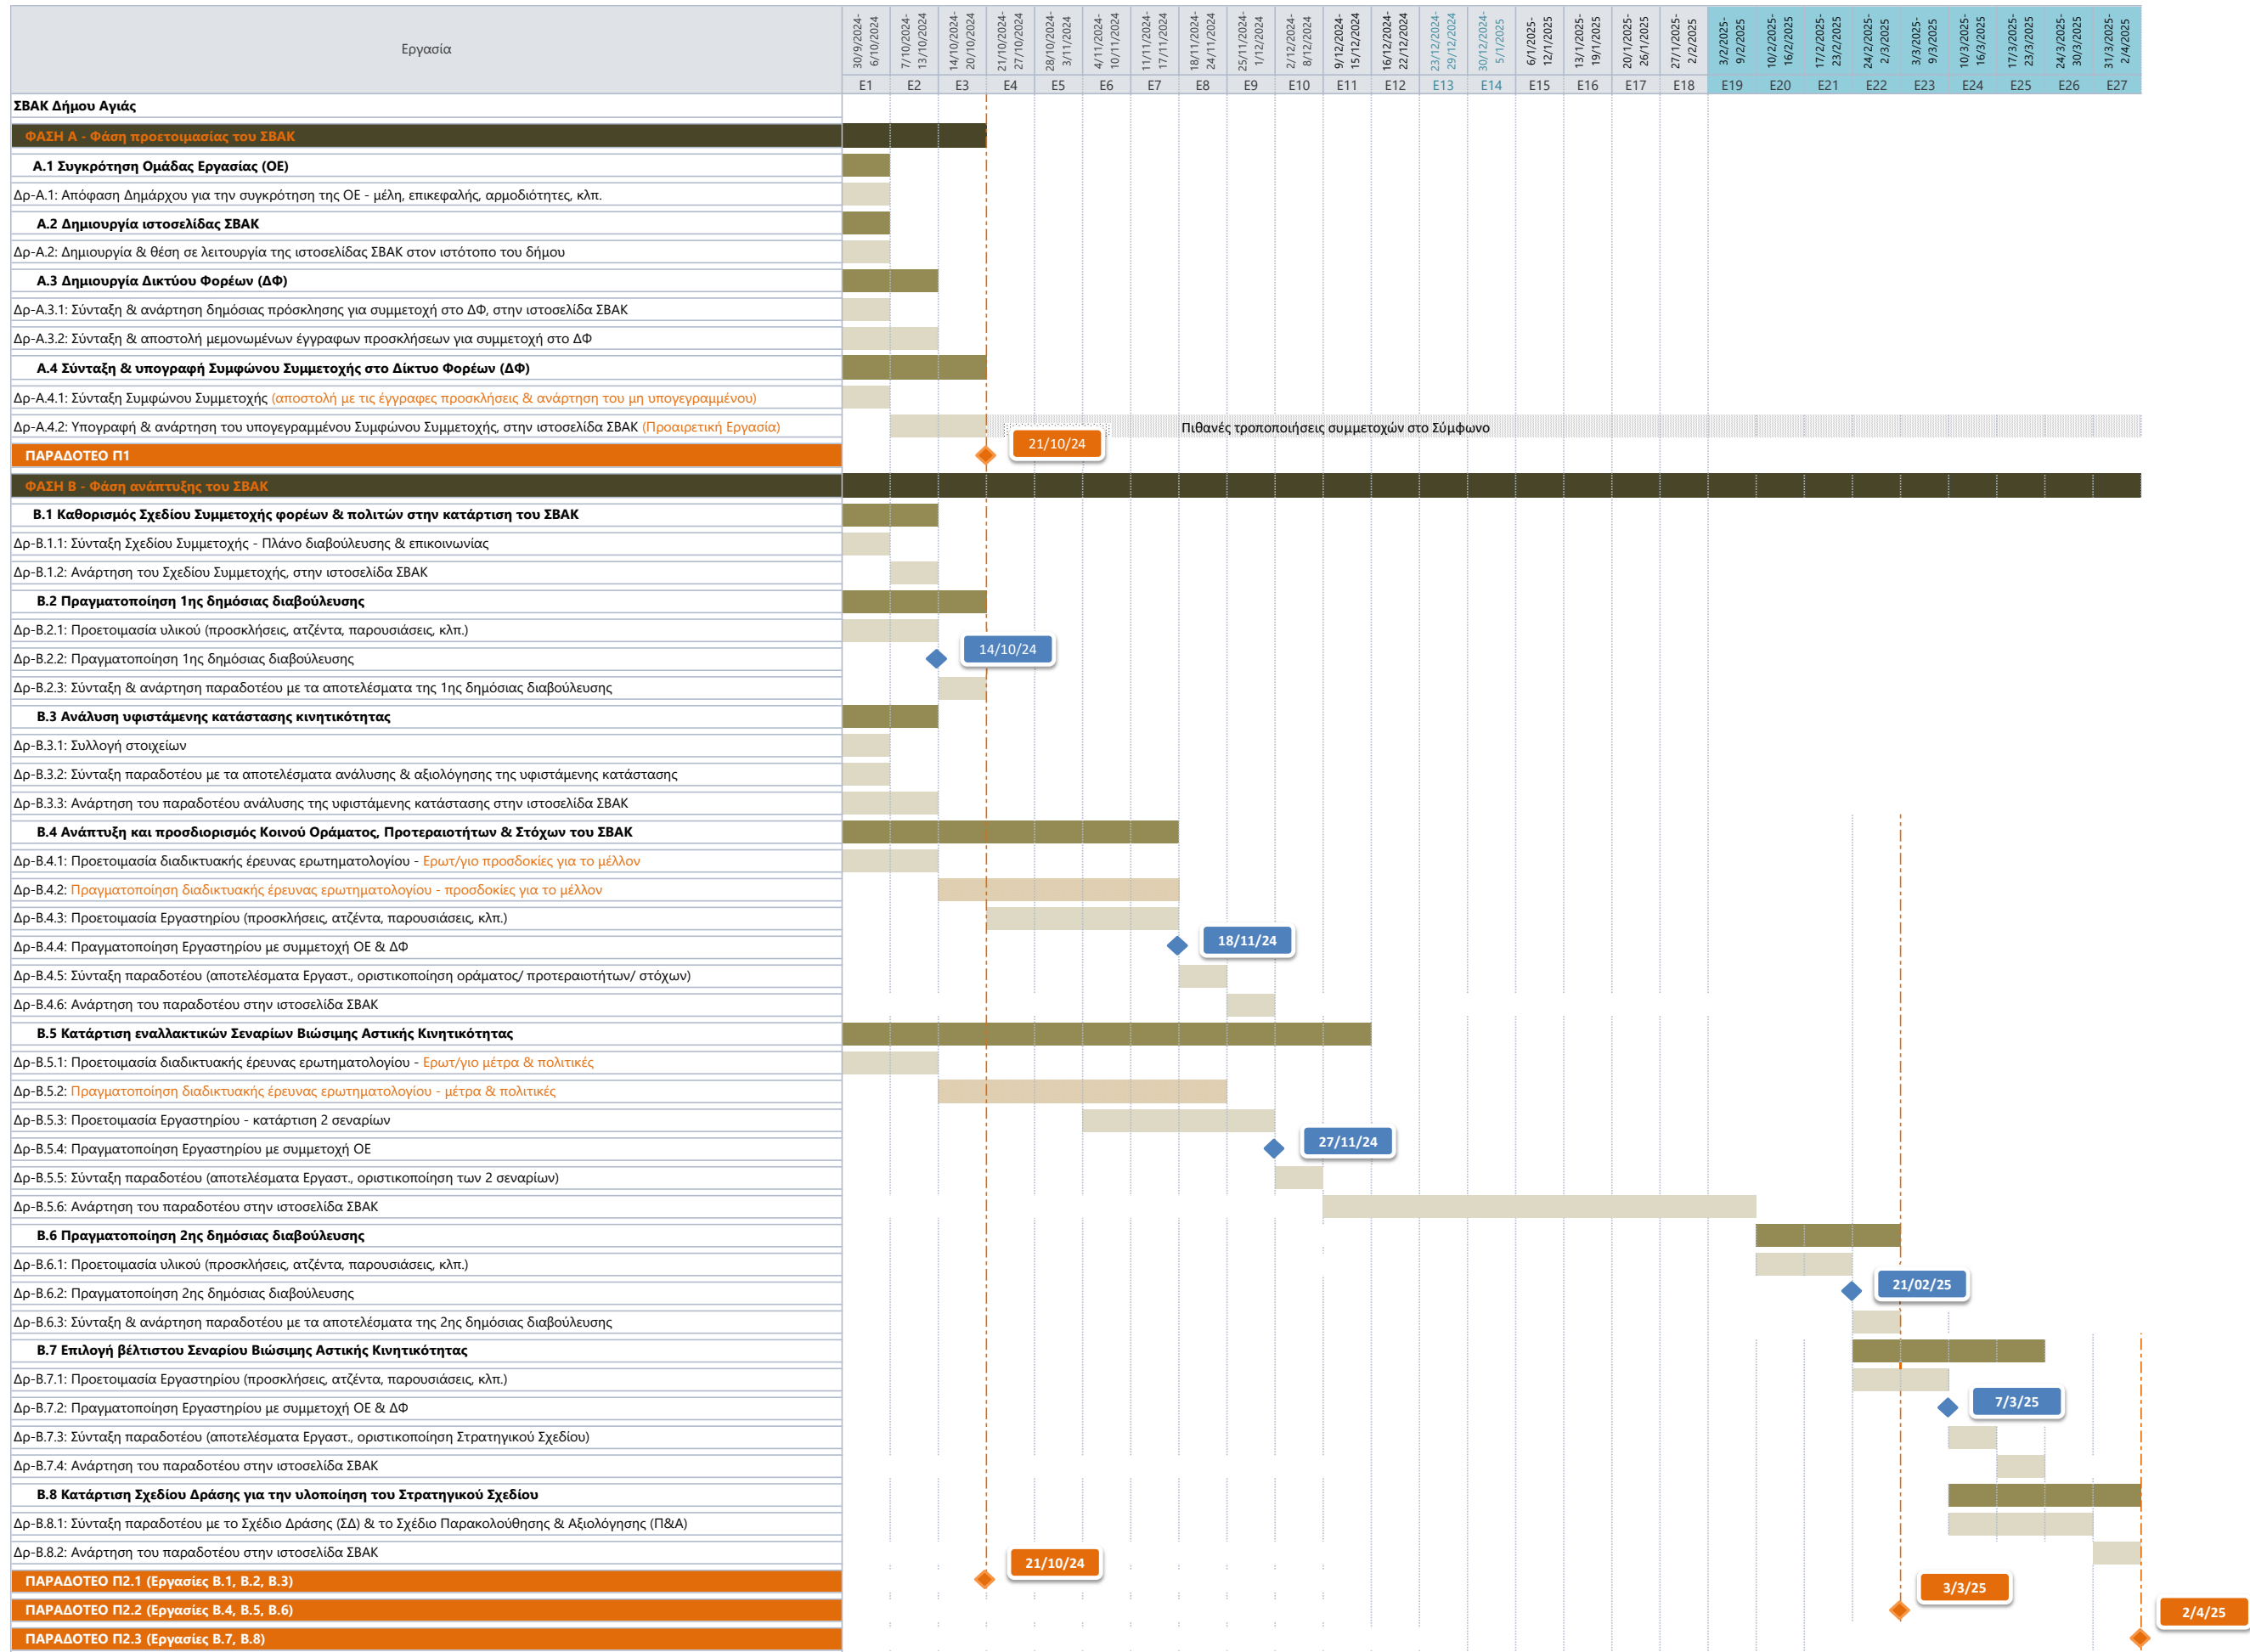 Εργασία
30/9/2024-
6/10/2024
7/10/2024-
13/10/2024
14/10/2024-
20/10/2024
21/10/2024-
27/10/2024
28/10/2024-
3/11/2024
4/11/2024-
10/11/2024
11/11/2024-
17/11/2024
18/11/2024-
24/11/2024
25/11/2024-
1/12/2024
2/12/2024-
8/12/2024
9/12/2024-
15/12/2024
16/12/2024-
22/12/2024
23/12/2024-
29/12/2024
30/12/2024-
5/1/2025
6/1/2025-
12/1/2025
13/1/2025-
19/1/2025
20/1/2025-
26/1/2025
27/1/2025-
2/2/2025
3/2/2025-
9/2/2025
10/2/2025-
16/2/2025
17/2/2025-
23/2/2025
24/2/2025-
2/3/2025
3/3/2025-
9/3/2025
10/3/2025-
16/3/2025
17/3/2025-
23/3/2025
24/3/2025-
30/3/2025
31/3/2025-
2/4/2025
Ε1 Ε2 Ε3 Ε4 Ε5 Ε6 Ε7 Ε8 Ε9 Ε10 Ε11 Ε12 Ε13 Ε14 Ε15 Ε16 Ε17 Ε18 Ε19 Ε20 Ε21 Ε22 Ε23 Ε24 Ε25 Ε26 Ε27
ΣΒΑΚ Δήμου Αγιάς
ΦΑΣΗ Α - Φάση προετοιμασίας του ΣΒΑΚ
Α.1 Συγκρότηση Ομάδας Εργασίας (ΟΕ)
Δρ-Α.1: Απόφαση Δημάρχου για την συγκρότηση της ΟΕ - μέλη, επικεφαλής, αρμοδιότητες, κλπ.
Α.2 Δημιουργία ιστοσελίδας ΣΒΑΚ
Δρ-Α.2: Δημιουργία & θέση σε λειτουργία της ιστοσελίδας ΣΒΑΚ στον ιστότοπο του δήμου
Α.3 Δημιουργία Δικτύου Φορέων (ΔΦ)
Δρ-Α.3.1: Σύνταξη & ανάρτηση δημόσιας πρόσκλησης για συμμετοχή στο ΔΦ, στην ιστοσελίδα ΣΒΑΚ
Δρ-Α.3.2: Σύνταξη & αποστολή μεμονωμένων έγγραφων προσκλήσεων για συμμετοχή στο ΔΦ
Α.4 Σύνταξη & υπογραφή Συμφώνου Συμμετοχής στο Δίκτυο Φορέων (ΔΦ)
Δρ-Α.4.1: Σύνταξη Συμφώνου Συμμετοχής (αποστολή με τις έγγραφες προσκλήσεις & ανάρτηση του μη υπογεγραμμένου)
Δρ-Α.4.2: Υπογραφή & ανάρτηση του υπογεγραμμένου Συμφώνου Συμμετοχής, στην ιστοσελίδα ΣΒΑΚ (Προαιρετική Εργασία)
Πιθανές τροποποιήσεις συμμετοχών στο Σύμφωνο
21/10/24
ΠΑΡΑΔΟΤΕΟ Π1
ΦΑΣΗ Β - Φάση ανάπτυξης του ΣΒΑΚ
Β.1 Καθορισμός Σχεδίου Συμμετοχής φορέων & πολιτών στην κατάρτιση του ΣΒΑΚ
Δρ-Β.1.1: Σύνταξη Σχεδίου Συμμετοχής - Πλάνο διαβούλευσης & επικοινωνίας
Δρ-Β.1.2: Ανάρτηση του Σχεδίου Συμμετοχής, στην ιστοσελίδα ΣΒΑΚ
Β.2 Πραγματοποίηση 1ης δημόσιας διαβούλευσης
Δρ-Β.2.1: Προετοιμασία υλικού (προσκλήσεις, ατζέντα, παρουσιάσεις, κλπ.)
14/10/24
Δρ-Β.2.2: Πραγματοποίηση 1ης δημόσιας διαβούλευσης
Δρ-Β.2.3: Σύνταξη & ανάρτηση παραδοτέου με τα αποτελέσματα της 1ης δημόσιας διαβούλευσης
Β.3 Ανάλυση υφιστάμενης κατάστασης κινητικότητας
Δρ-Β.3.1: Συλλογή στοιχείων
Δρ-Β.3.2: Σύνταξη παραδοτέου με τα αποτελέσματα ανάλυσης & αξιολόγησης της υφιστάμενης κατάστασης
Δρ-Β.3.3: Ανάρτηση του παραδοτέου ανάλυσης της υφιστάμενης κατάστασης στην ιστοσελίδα ΣΒΑΚ
Β.4 Ανάπτυξη και προσδιορισμός Κοινού Οράματος, Προτεραιοτήτων & Στόχων του ΣΒΑΚ
Δρ-Β.4.1: Προετοιμασία διαδικτυακής έρευνας ερωτηματολογίου - Ερωτ/γιο προσδοκίες για το μέλλον
Δρ-Β.4.2: Πραγματοποίηση διαδικτυακής έρευνας ερωτηματολογίου - προσδοκίες για το μέλλον
Δρ-Β.4.3: Προετοιμασία Εργαστηρίου (προσκλήσεις, ατζέντα, παρουσιάσεις, κλπ.)
Δρ-Β.4.4: Πραγματοποίηση Εργαστηρίου με συμμετοχή ΟΕ & ΔΦ
18/11/24
Δρ-Β.4.5: Σύνταξη παραδοτέου (αποτελέσματα Εργαστ., οριστικοποίηση οράματος/ προτεραιοτήτων/ στόχων)
Δρ-Β.4.6: Ανάρτηση του παραδοτέου στην ιστοσελίδα ΣΒΑΚ
Β.5 Κατάρτιση εναλλακτικών Σεναρίων Βιώσιμης Αστικής Κινητικότητας
Δρ-Β.5.1: Προετοιμασία διαδικτυακής έρευνας ερωτηματολογίου - Ερωτ/γιο μέτρα & πολιτικές
Δρ-Β.5.2: Πραγματοποίηση διαδικτυακής έρευνας ερωτηματολογίου - μέτρα & πολιτικές
Δρ-Β.5.3: Προετοιμασία Εργαστηρίου - κατάρτιση 2 σεναρίων
Δρ-Β.5.4: Πραγματοποίηση Εργαστηρίου με συμμετοχή ΟΕ
27/11/24
Δρ-Β.5.5: Σύνταξη παραδοτέου (αποτελέσματα Εργαστ., οριστικοποίηση των 2 σεναρίων)
Δρ-Β.5.6: Ανάρτηση του παραδοτέου στην ιστοσελίδα ΣΒΑΚ
Β.6 Πραγματοποίηση 2ης δημόσιας διαβούλευσης
Δρ-Β.6.1: Προετοιμασία υλικού (προσκλήσεις, ατζέντα, παρουσιάσεις, κλπ.)
21/02/25
Δρ-Β.6.2: Πραγματοποίηση 2ης δημόσιας διαβούλευσης
Δρ-Β.6.3: Σύνταξη & ανάρτηση παραδοτέου με τα αποτελέσματα της 2ης δημόσιας διαβούλευσης
Β.7 Επιλογή βέλτιστου Σεναρίου Βιώσιμης Αστικής Κινητικότητας
Δρ-Β.7.1: Προετοιμασία Εργαστηρίου (προσκλήσεις, ατζέντα, παρουσιάσεις, κλπ.)
7/3/25
Δρ-Β.7.2: Πραγματοποίηση Εργαστηρίου με συμμετοχή ΟΕ & ΔΦ
Δρ-Β.7.3: Σύνταξη παραδοτέου (αποτελέσματα Εργαστ., οριστικοποίηση Στρατηγικού Σχεδίου)
Δρ-Β.7.4: Ανάρτηση του παραδοτέου στην ιστοσελίδα ΣΒΑΚ
Β.8 Κατάρτιση Σχεδίου Δράσης για την υλοποίηση του Στρατηγικού Σχεδίου
Δρ-Β.8.1: Σύνταξη παραδοτέου με το Σχέδιο Δράσης (ΣΔ) & το Σχέδιο Παρακολούθησης & Αξιολόγησης (Π&Α)
Δρ-Β.8.2: Ανάρτηση του παραδοτέου στην ιστοσελίδα ΣΒΑΚ
21/10/24
ΠΑΡΑΔΟΤΕΟ Π2.1 (Εργασίες Β.1, Β.2, Β.3)
3/3/25
ΠΑΡΑΔΟΤΕΟ Π2.2 (Εργασίες Β.4, Β.5, Β.6)
2/4/25
ΠΑΡΑΔΟΤΕΟ Π2.3 (Εργασίες Β.7, Β.8)